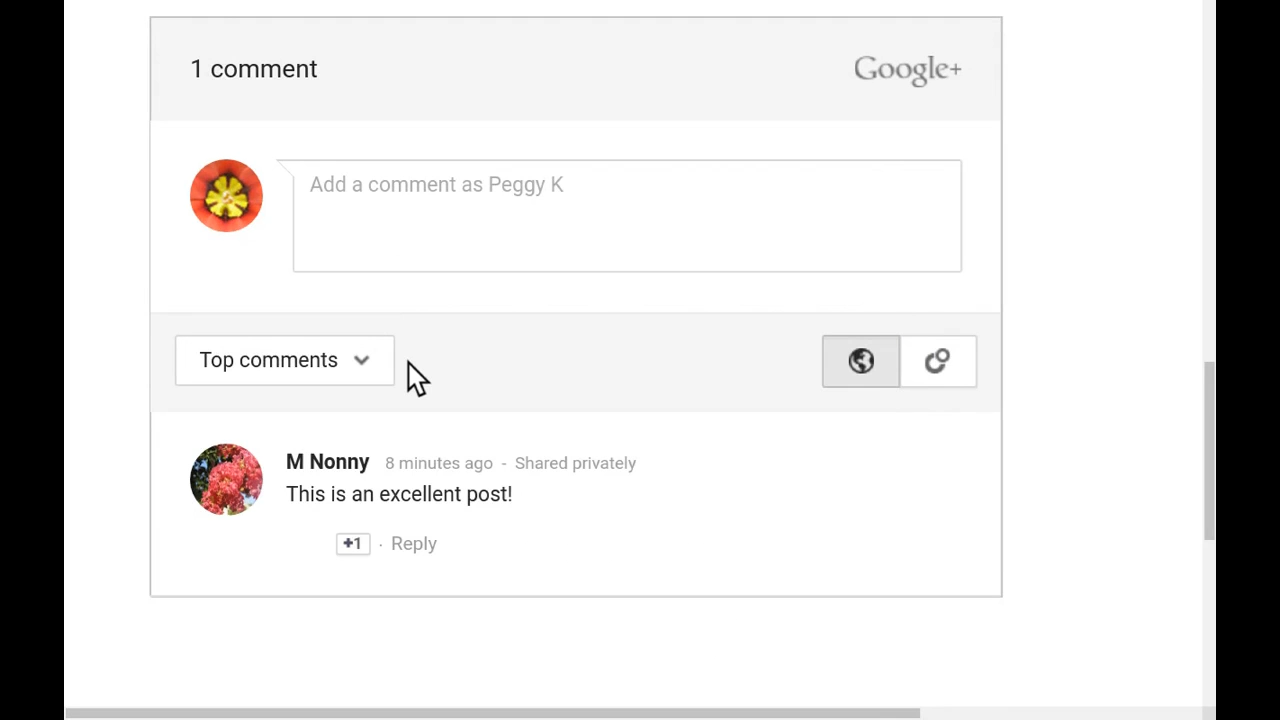 1 comment
Google+
Add a comment as Peggy K
Top comments
M Nonny 8 minutes ago - Shared privately
This is an excellent post!
+1 · Reply